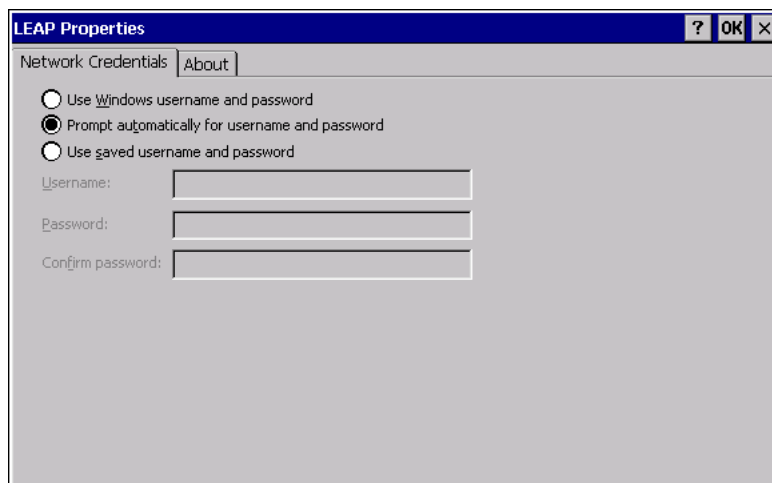 LEAP Properties ? OK ×
Network Credentials About
Use Windows username and password
Prompt automatically for username and password
Use saved username and password
Username:
Password:
Confirm password: